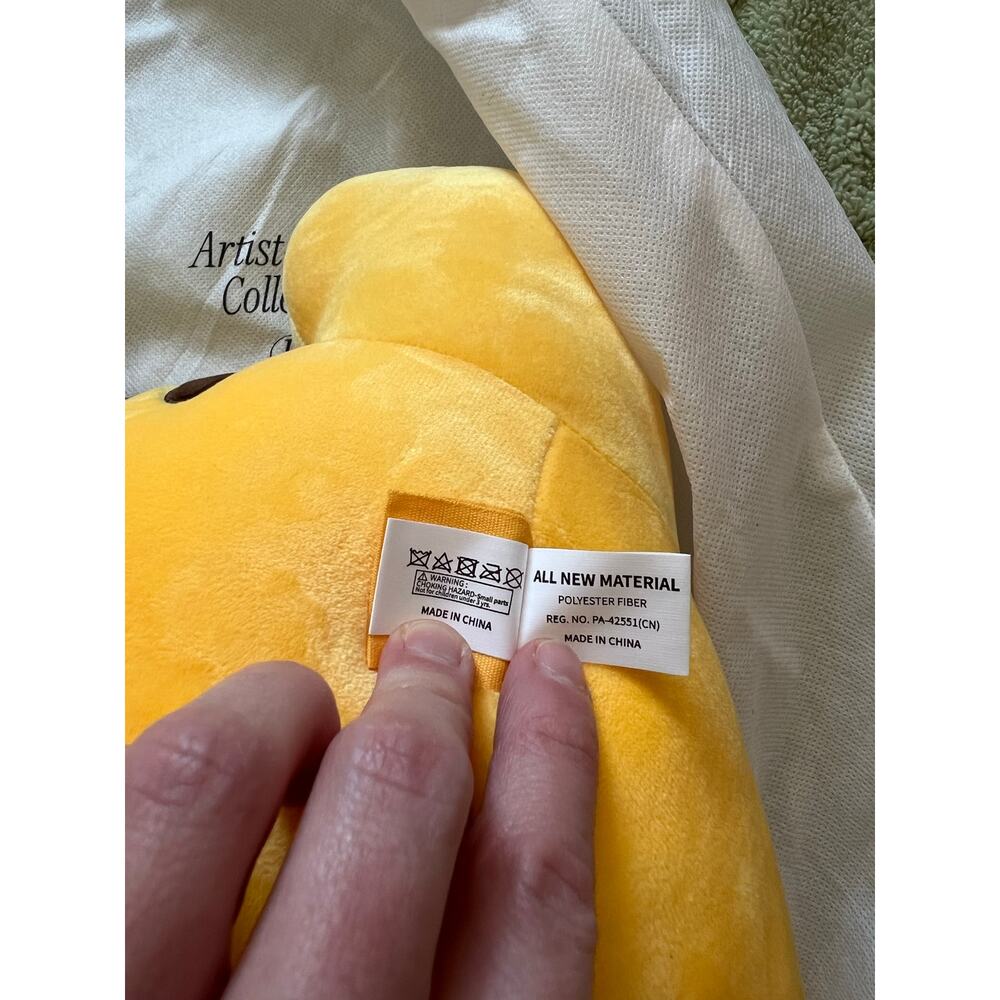 Artist
Colle
WARNING:
CHOKING HAZARD-Small parts
Not for children under 3 yrs.
MADE IN CHINA
ALL NEW MATERIAL
POLYESTER FIBER
REG. NO. PA-42551(CN)
MADE IN CHINA